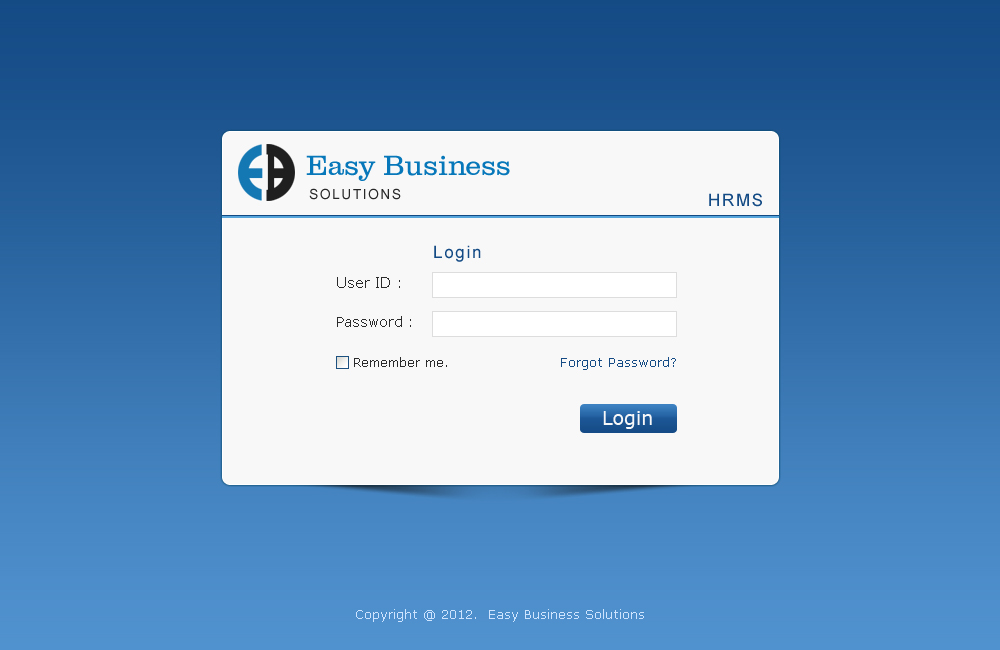 Easy Business
SOLUTIONS
HRMS
Login
User ID :
Password :
Remember me.
Forgot Password?
Login
Copyright @ 2012. Easy Business Solutions